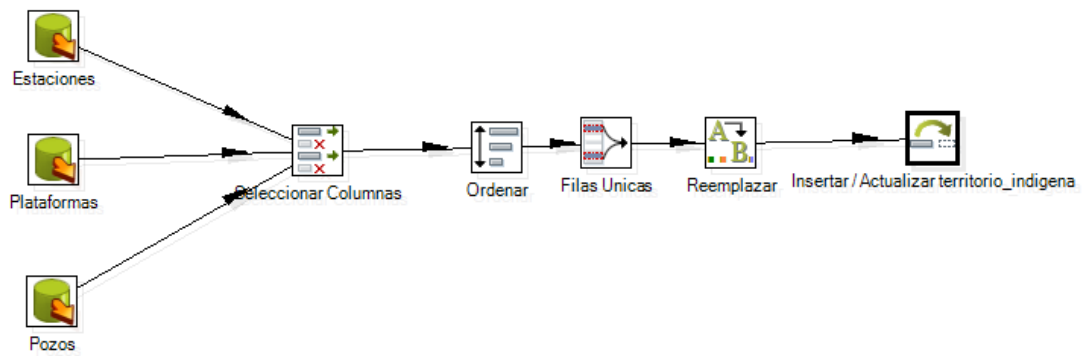 Estaciones
Plataformas
Pozos
Seleccionar Columnas
Ordenar
Filas Unicas
A
B
Reemplazar
Insertar / Actualizar territorio_indigena